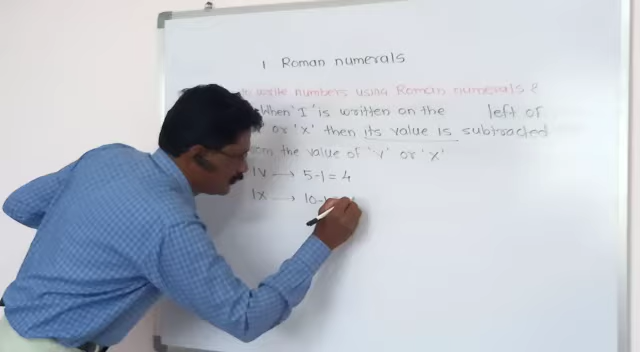 1 Roman numerals
to write numbers using Roman numerals &
When 'I' is written on the left of
or 'X' then its value is subtracted
the value of 'V' or 'X'
IV → 5-1 = 4
IX → 10-1